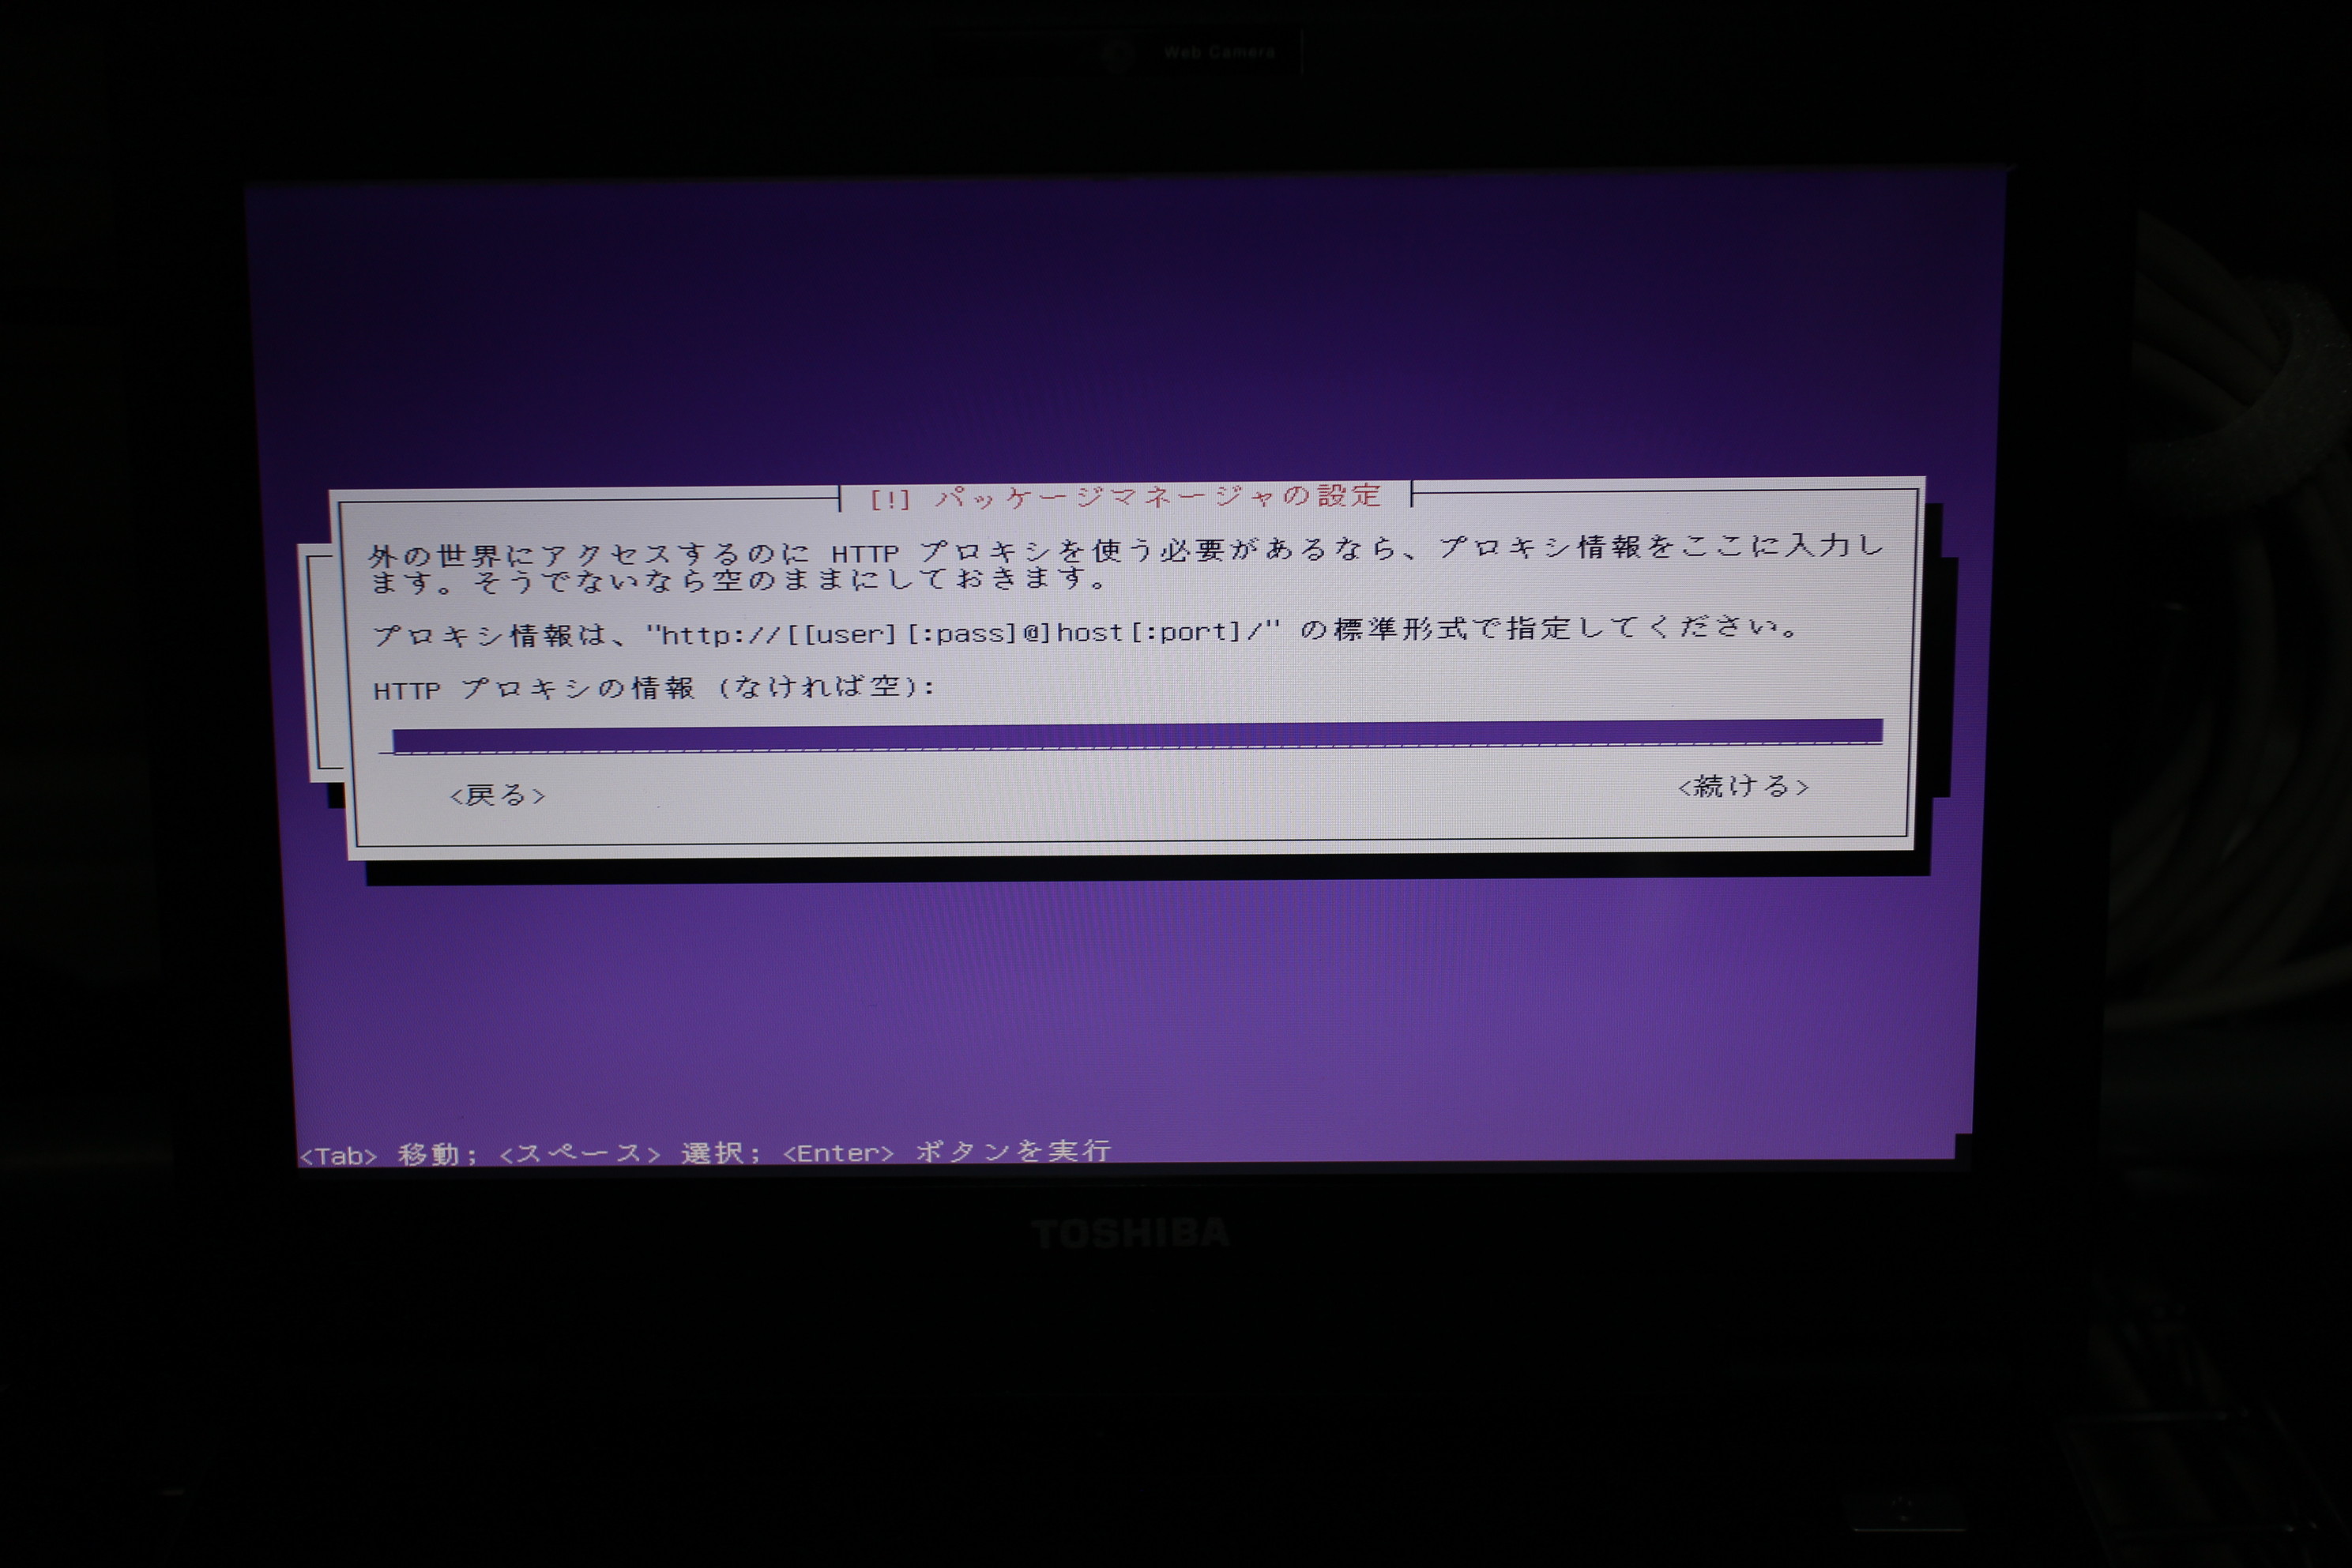 Web Camera
[!] パッケージマネージャの設定
外の世界にアクセスするのに HTTP プロキシを使う必要があるなら、プロキシ情報をここに入力し
ます。そうでないなら空のままにしておきます。
プロキシ情報は、"http://[[user][:pass]@]host[:port]/" の標準形式で指定してください。
HTTP プロキシの情報 (なければ空):
<戻る> <続ける>
<Tab> 移動; <スペース> 選択; <Enter> ボタンを実行
TOSHIBA